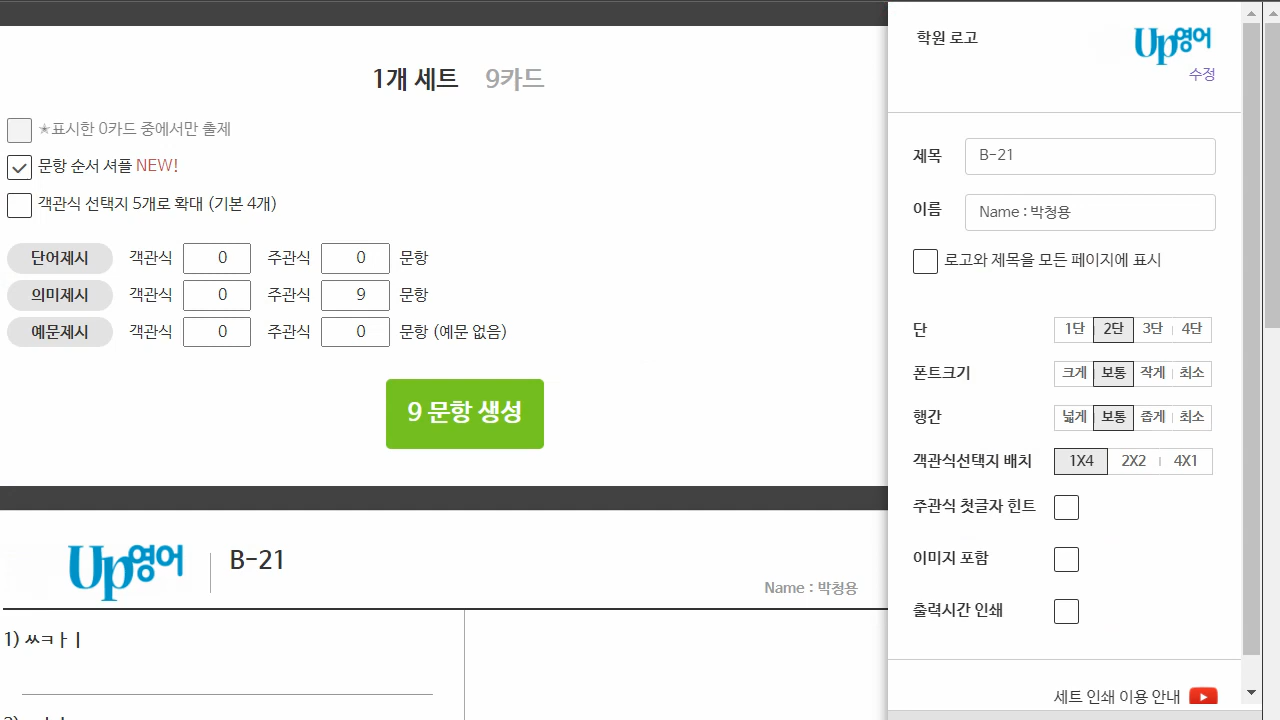 1개 세트 9카드
★표시한 0카드 중에서만 출제
문항 순서 셔플 NEW!
객관식 선택지 5개로 확대 (기본 4개)
단어제시 객관식 0 주관식 0 문항
의미제시 객관식 0 주관식 9 문항
예문제시 객관식 0 주관식 0 문항 (예문 없음)
9 문항 생성
Up영어 B-21
Name : 박청용
1) ㅆㅋㅏㅣ
학원 로고 Up영어
수정
제목 B-21
이름 Name : 박청용
로고와 제목을 모든 페이지에 표시
단 1단 2단 3단 4단
폰트크기 크게 보통 작게 최소
행간 넓게 보통 좁게 최소
객관식선택지 배치 1X4 2X2 4X1
주관식 첫글자 힌트
이미지 포함
출력시간 인쇄
세트 인쇄 이용 안내